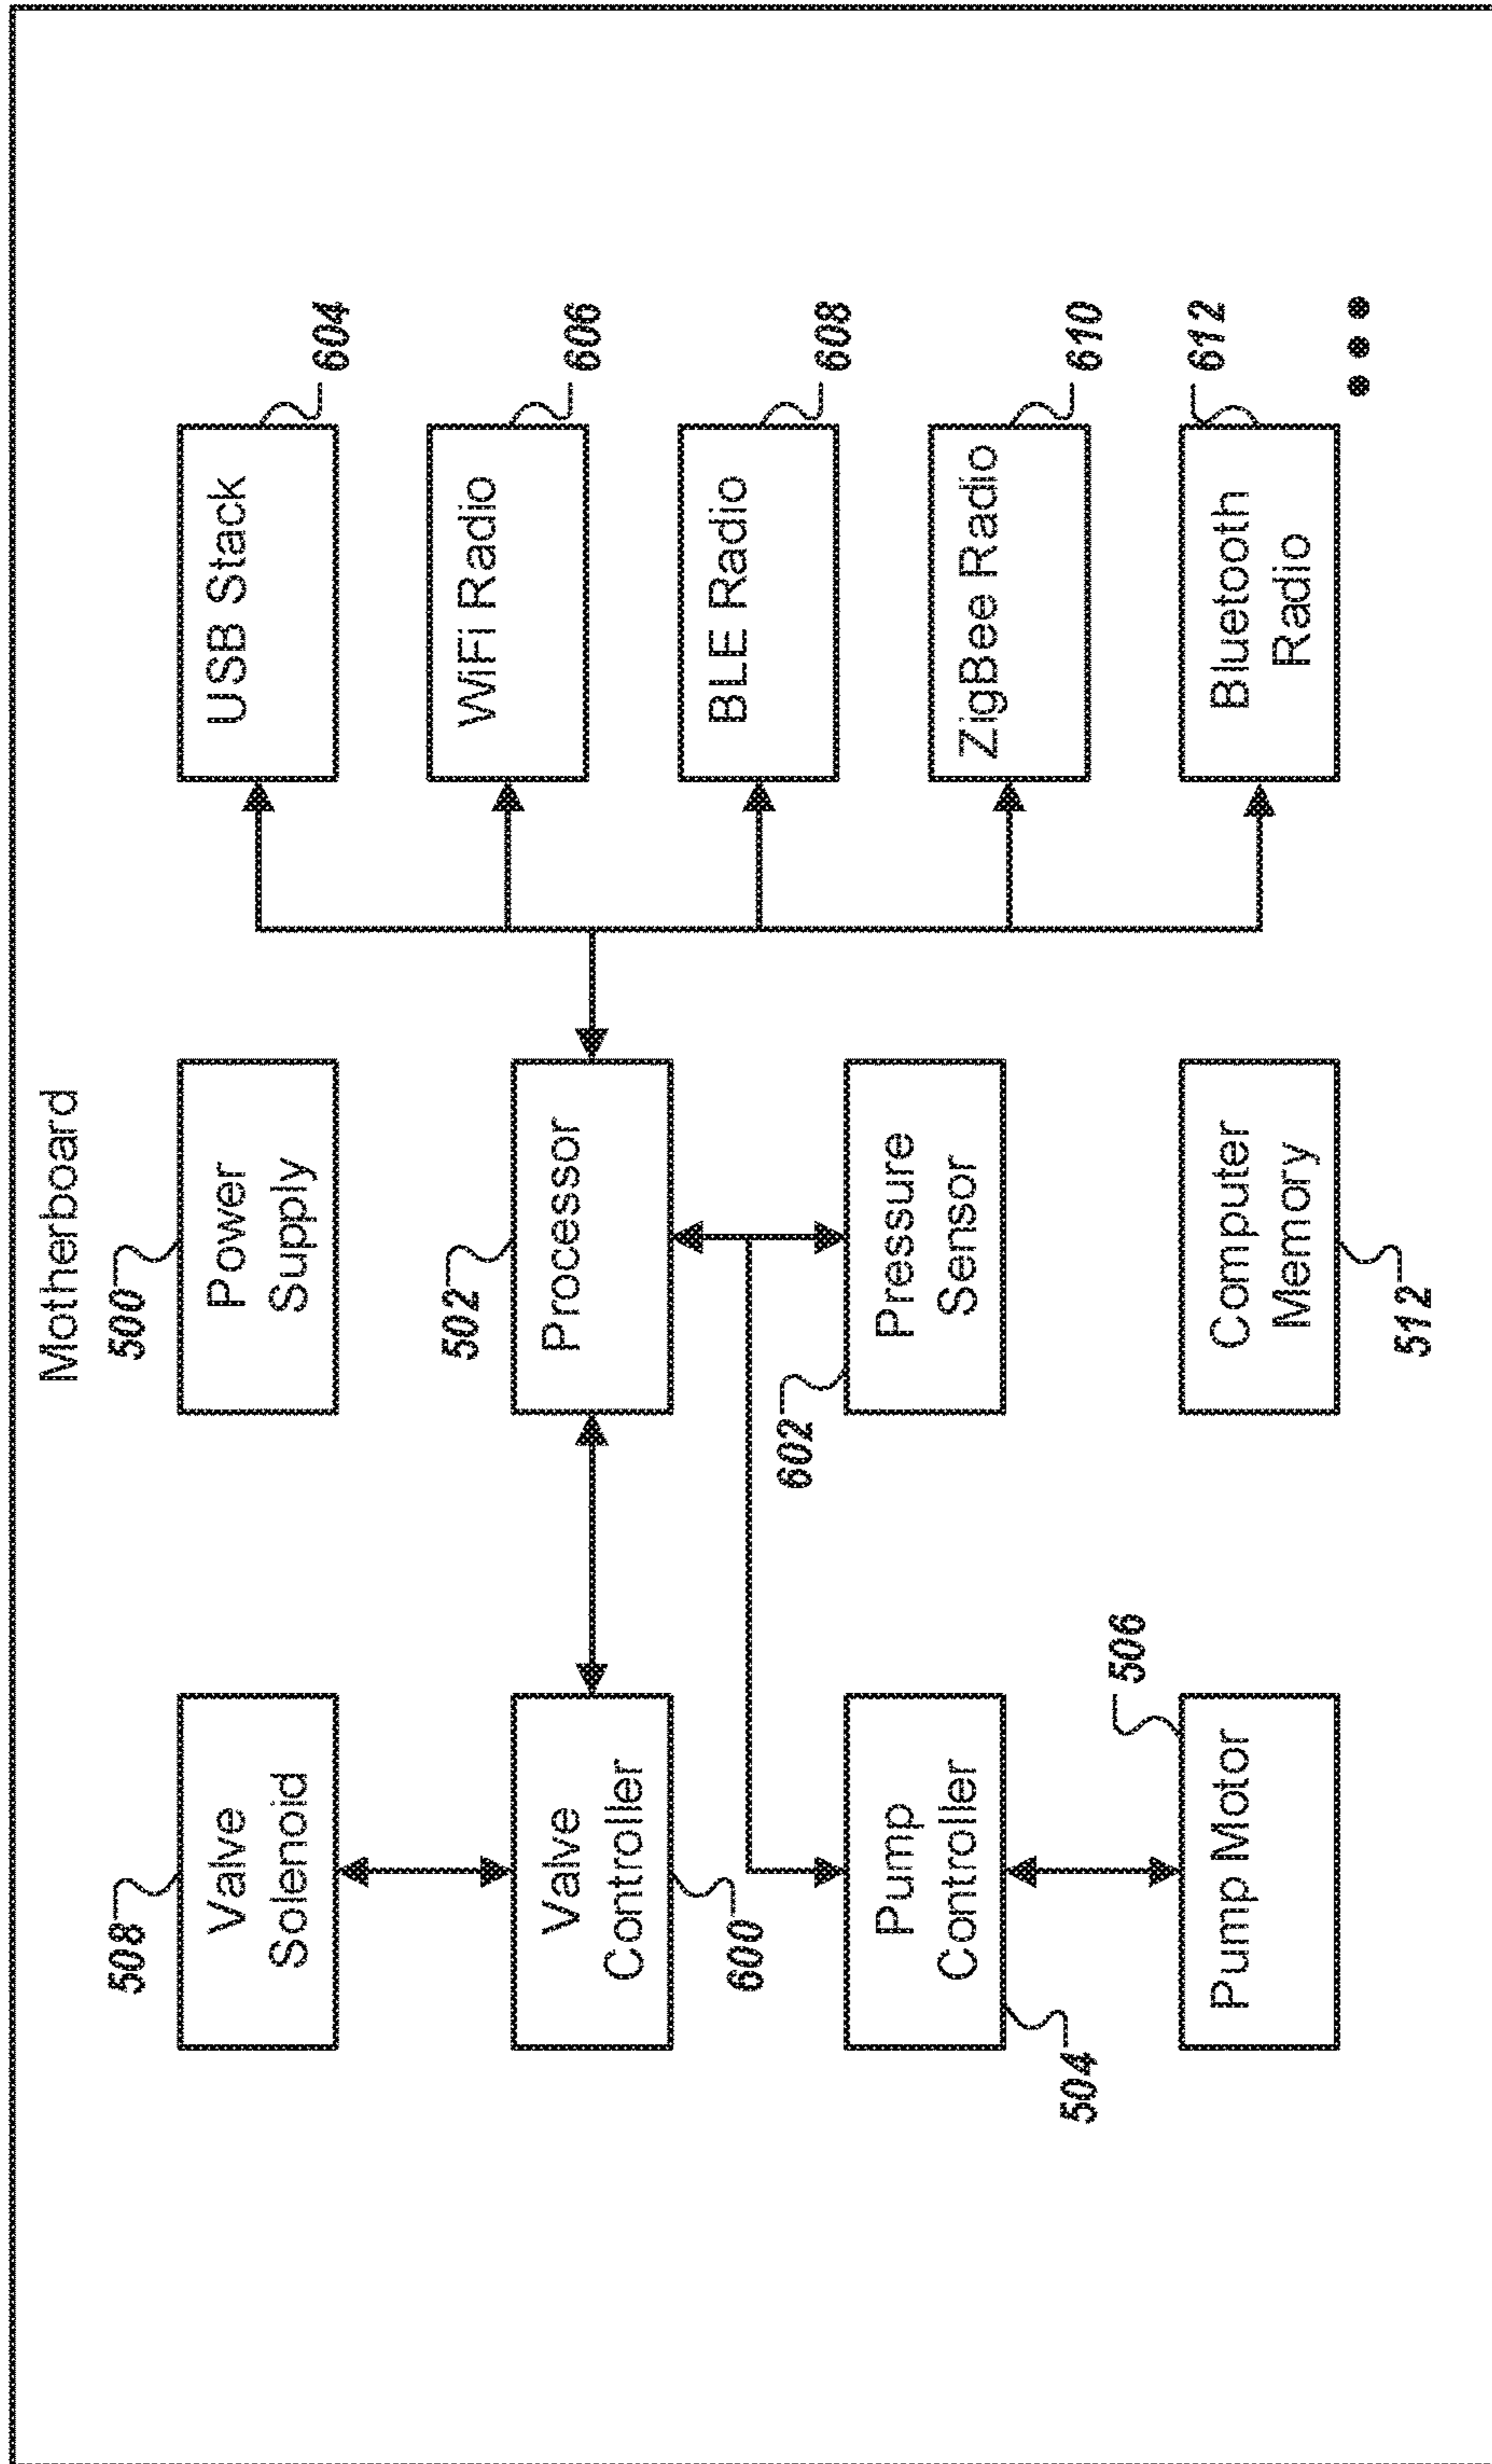 Motherboard
508
Valve
Solenoid
500
Power
Supply
USB Stack
604
Valve
Controller
600
502
Processor
WiFi Radio
606
BLE Radio
608
Pump
Controller
504
602
Pressure
Sensor
ZigBee Radio
610
506
Pump Motor
Computer
Memory
512
612
Bluetooth
Radio